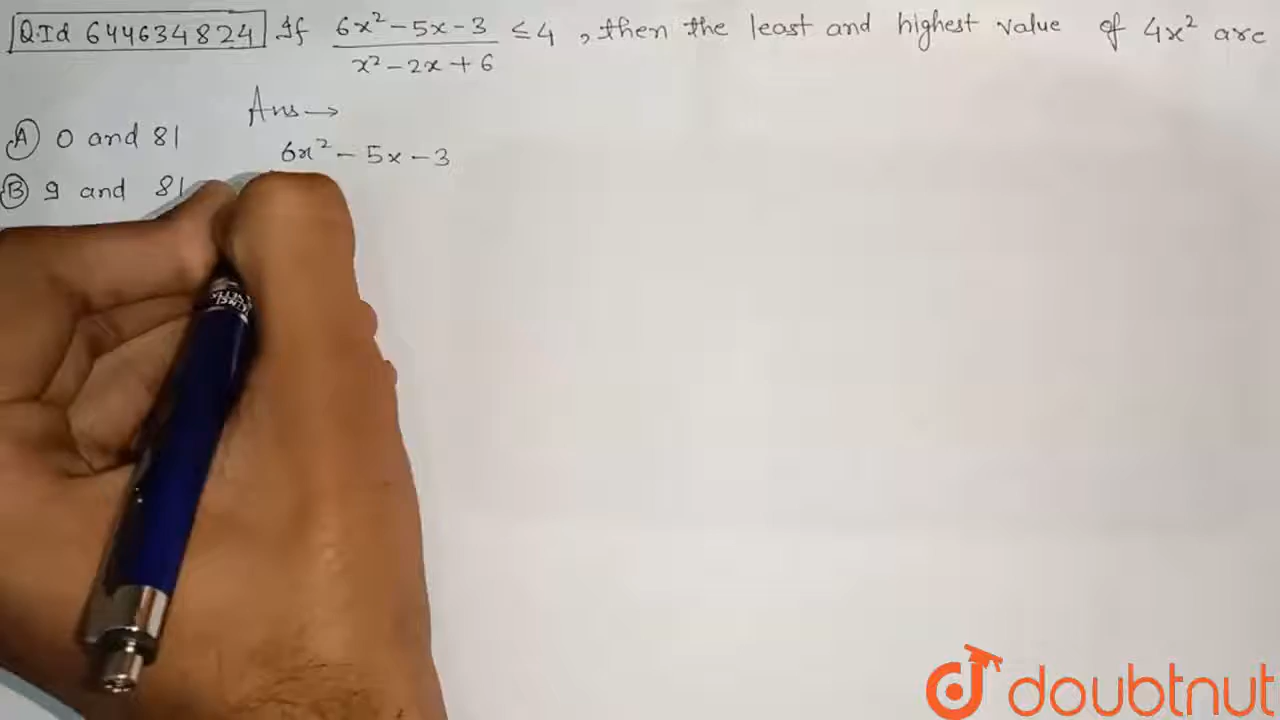 Q.Id 644634824 If 6x²-5x-3 / x²-2x+6 ≤4, then the least and highest value of 4x² are
Ans→
A 0 and 81
6x²-5x-3
B 9 and 81
doubtnut